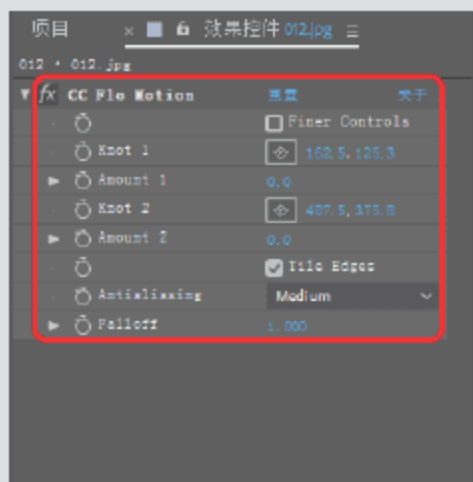 项目 × 效果控件 012.jpg ≡
012 · 012.jpg
fx CC Flo Motion 重置 关于
Finer Controls
Knot 1 162.5,125.3
Amount 1 0.0
Knot 2 487.5,375.8
Amount 2 0.0
Tile Edges
Antialiasing Medium
Falloff 1.000